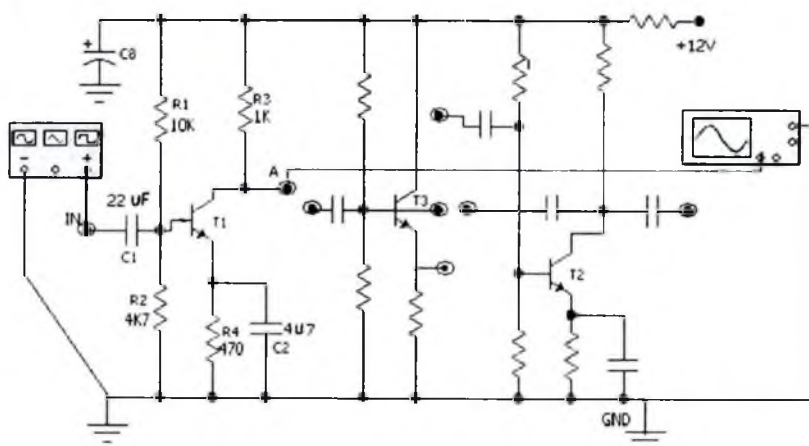 C8
+12V
R1
10K
R3
1K
A
22 uF
IN
C1
T1
T3
T2
R2
4K7
R4
470
4u7
C2
GND